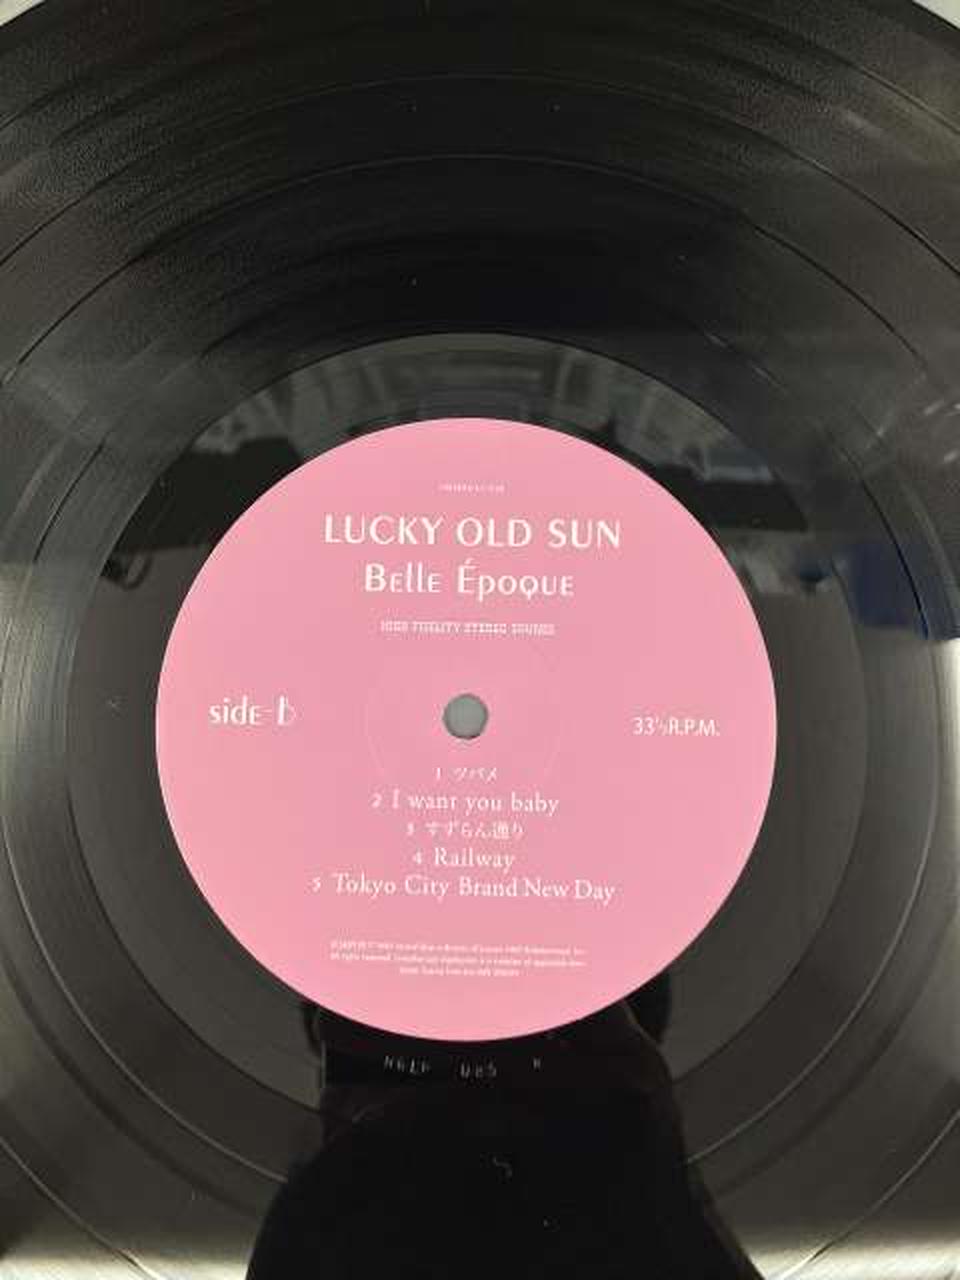 LUCKY OLD SUN
Belle Époque
HIGH FIDELITY STEREO SOUNDS
side-b
33⅓R.P.M.
1 ツバメ
2 I want you baby
3 すずらん通り
4 Railway
5 Tokyo City Brand New Day